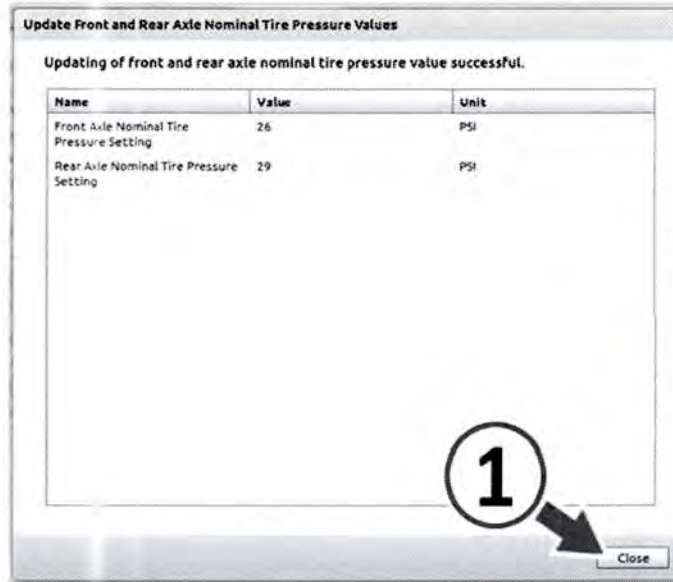 Update Front and Rear Axle Nominal Tire Pressure Values
Updating of front and rear axle nominal tire pressure value successful.
Name Value Unit
Front Axle Nominal Tire 26 PSI
Pressure Setting
Rear Axle Nominal Tire Pressure 29 PSI
Setting
1
Close